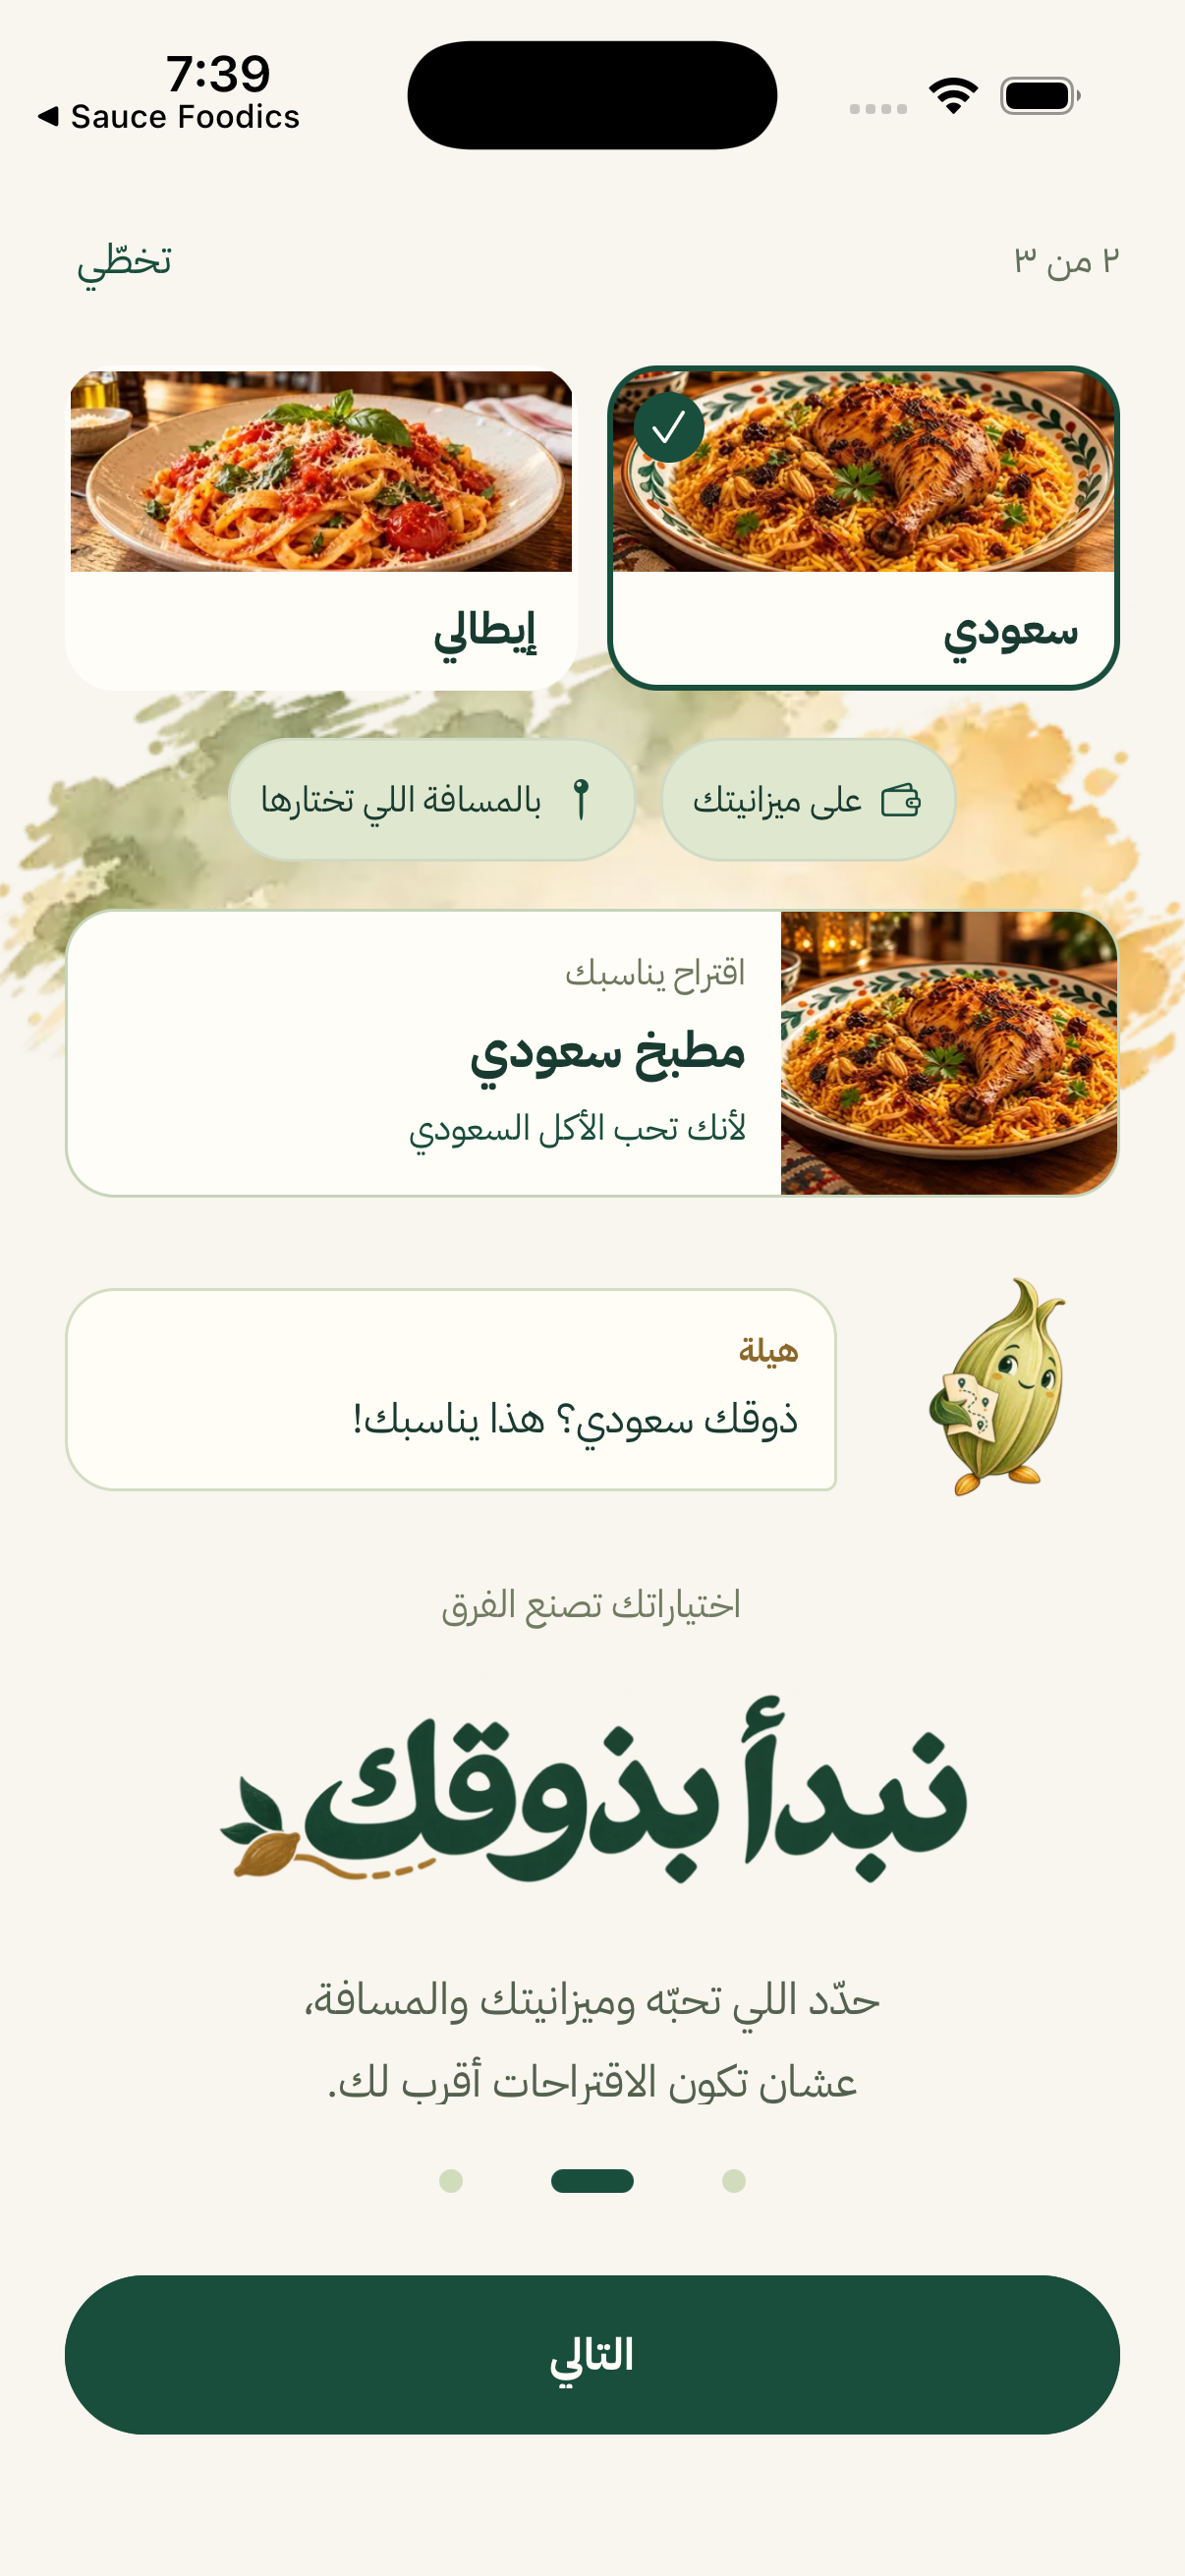 7:39
Sauce Foodics
٢ من ٣
تخطّي
سعودي
إيطالي
على ميزانيتك
بالمسافة اللي تختارها
اقتراح يناسبك
مطبخ سعودي
لأنك تحب الأكل السعودي
هيلة
ذوقك سعودي؟ هذا يناسبك!
اختياراتك تصنع الفرق
نبدأ بذوقك
حدّد اللي تحبّه وميزانيتك والمسافة،
عشان تكون الاقتراحات أقرب لك.
التالي